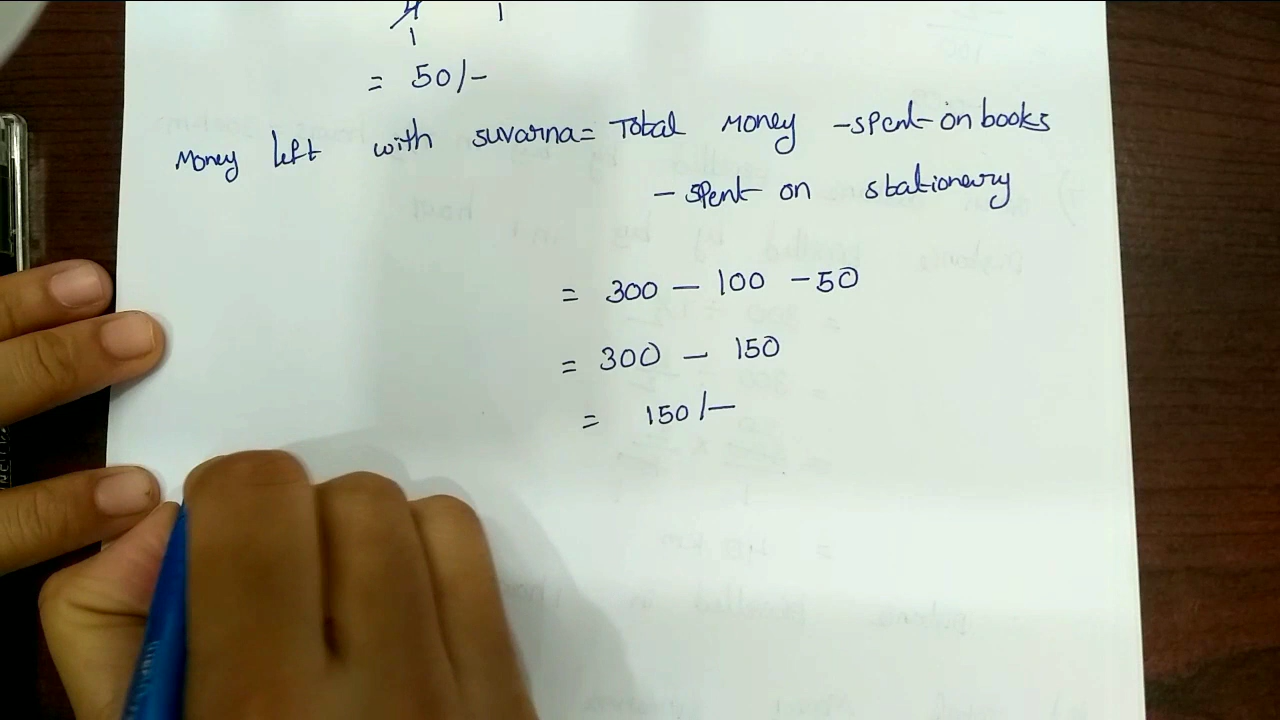 1
= 50/-
Money left with suvarna = Total Money - spent on books
- spent on stationery
= 300 - 100 - 50
= 300 - 150
= 150/-